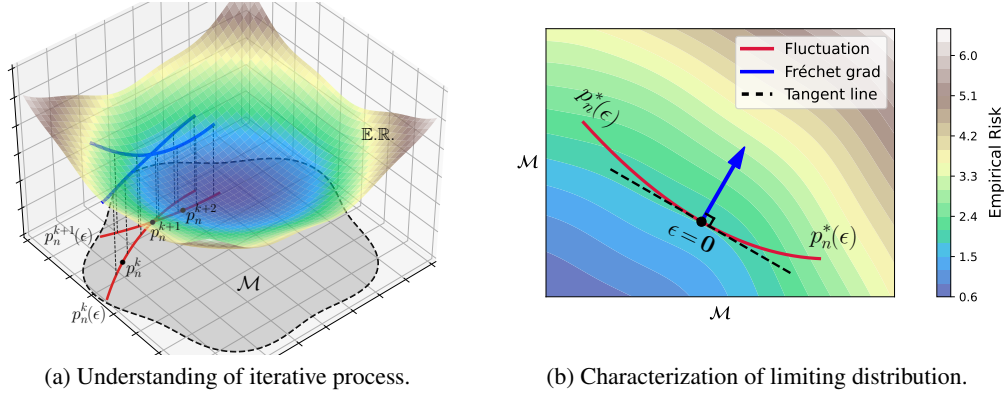 𝔼.ℝ.
p_n^{k+1}(ϵ)
p_n^{k+1}
p_n^{k+2}
p_n^k
p_n^k(ϵ)
ℳ
(a) Understanding of iterative process.
Fluctuation
Fréchet grad
Tangent line
p_n^*(ϵ)
ℳ
ϵ = 0
p_n^*(ϵ)
ℳ
6.0
5.1
4.2
3.3
2.4
1.5
0.6
Empirical Risk
(b) Characterization of limiting distribution.